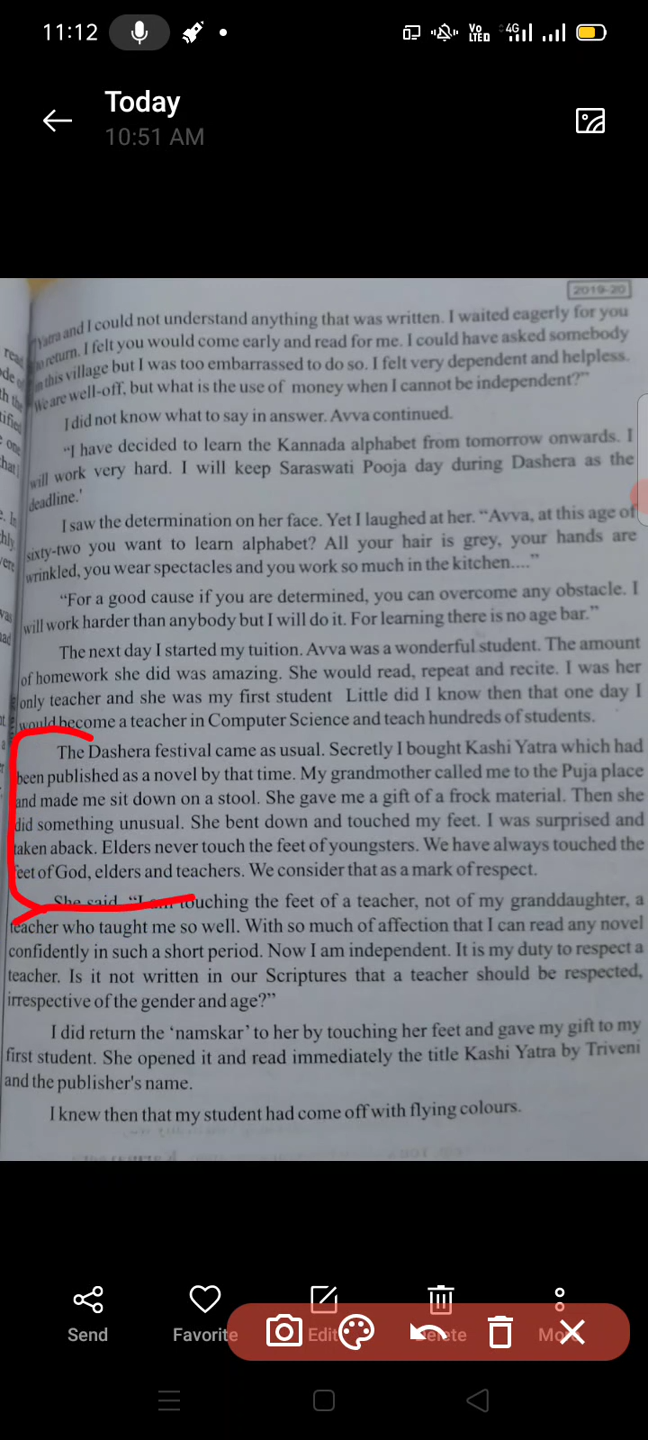 11:12
Vo
LTED
4G
Today
10:51 AM
2019-20
Yatra and I could not understand anything that was written. I waited eagerly for you
to return. I felt you would come early and read for me. I could have asked somebody
in this village but I was too embarrassed to do so. I felt very dependent and helpless.
We are well-off, but what is the use of money when I cannot be independent?"
I did not know what to say in answer. Avva continued.
"I have decided to learn the Kannada alphabet from tomorrow onwards. I
will work very hard. I will keep Saraswati Pooja day during Dashera as the
deadline.'
I saw the determination on her face. Yet I laughed at her. "Avva, at this age of
sixty-two you want to learn alphabet? All your hair is grey, your hands are
wrinkled, you wear spectacles and you work so much in the kitchen...."
"For a good cause if you are determined, you can overcome any obstacle. I
will work harder than anybody but I will do it. For learning there is no age bar."
The next day I started my tuition. Avva was a wonderful student. The amount
of homework she did was amazing. She would read, repeat and recite. I was her
only teacher and she was my first student Little did I know then that one day I
would become a teacher in Computer Science and teach hundreds of students.
The Dashera festival came as usual. Secretly I bought Kashi Yatra which had
been published as a novel by that time. My grandmother called me to the Puja place
and made me sit down on a stool. She gave me a gift of a frock material. Then she
did something unusual. She bent down and touched my feet. I was surprised and
taken aback. Elders never touch the feet of youngsters. We have always touched the
feet of God, elders and teachers. We consider that as a mark of respect.
She said, "I am touching the feet of a teacher, not of my granddaughter, a
teacher who taught me so well. With so much of affection that I can read any novel
confidently in such a short period. Now I am independent. It is my duty to respect a
teacher. Is it not written in our Scriptures that a teacher should be respected,
irrespective of the gender and age?"
I did return the 'namskar' to her by touching her feet and gave my gift to my
first student. She opened it and read immediately the title Kashi Yatra by Triveni
and the publisher's name.
I knew then that my student had come off with flying colours.
Send
Favorite
Edit
Delete